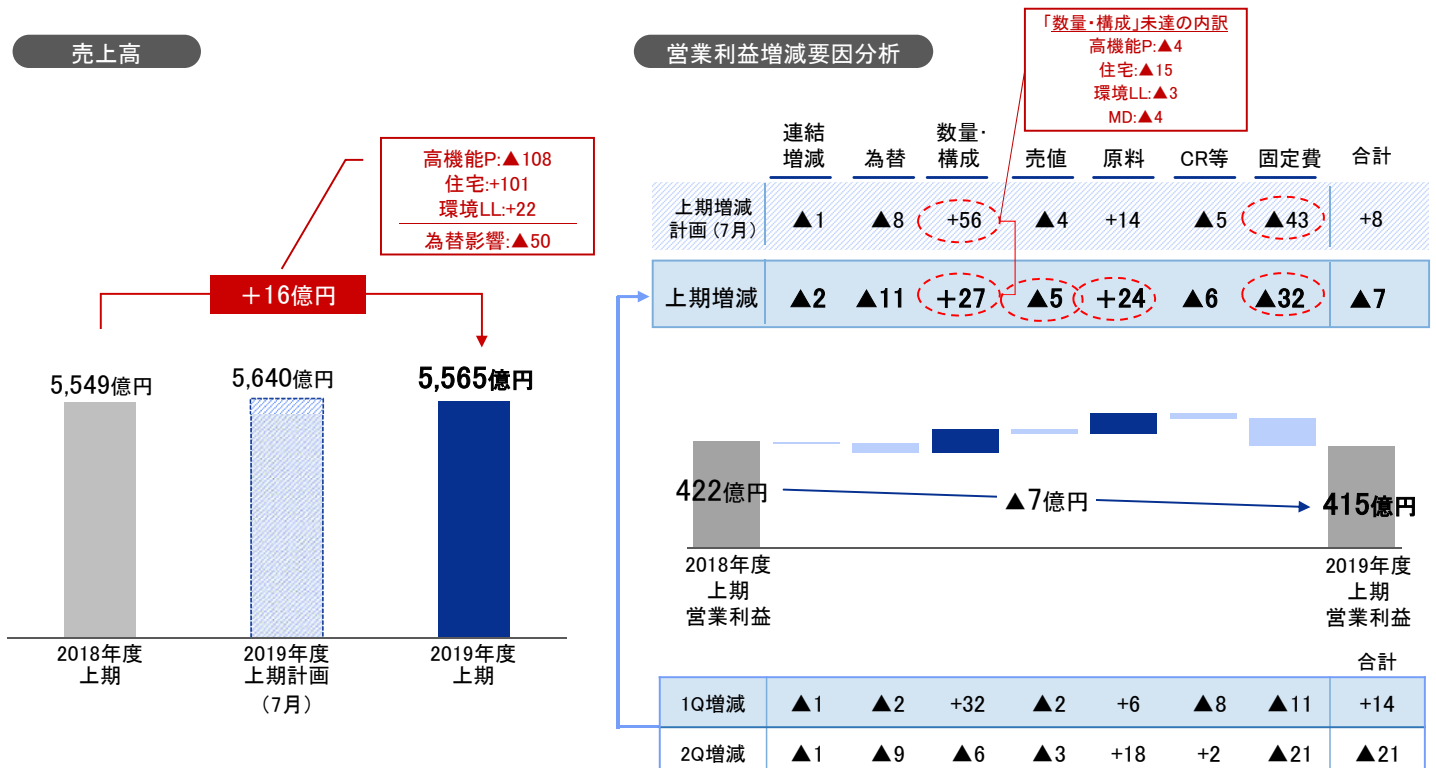 売上高
高機能P:▲108
住宅:+101
環境LL:+22
為替影響:▲50
+16億円
5,549億円
5,640億円
5,565億円
2018年度
上期
2019年度
上期計画
(7月)
2019年度
上期
営業利益増減要因分析
「数量・構成」未達の内訳
高機能P:▲4
住宅:▲15
環境LL:▲3
MD:▲4
連結
増減
為替
数量・
構成
売値
原料
CR等
固定費
合計
上期増減
計画(7月)
▲1 ▲8 +56 ▲4 +14 ▲5 ▲43 +8
上期増減 ▲2 ▲11 +27 ▲5 +24 ▲6 ▲32 ▲7
422億円
▲7億円
415億円
2018年度
上期
営業利益
2019年度
上期
営業利益
合計
1Q増減 ▲1 ▲2 +32 ▲2 +6 ▲8 ▲11 +14
2Q増減 ▲1 ▲9 ▲6 ▲3 +18 +2 ▲21 ▲21